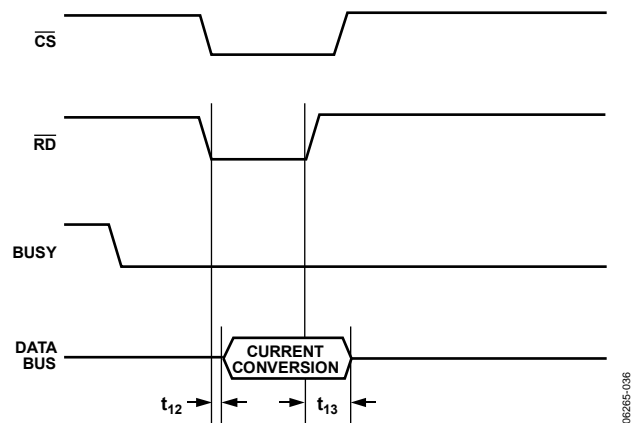 CS
RD
BUSY
DATA
BUS
CURRENT
CONVERSION
t12
t13
06265-036